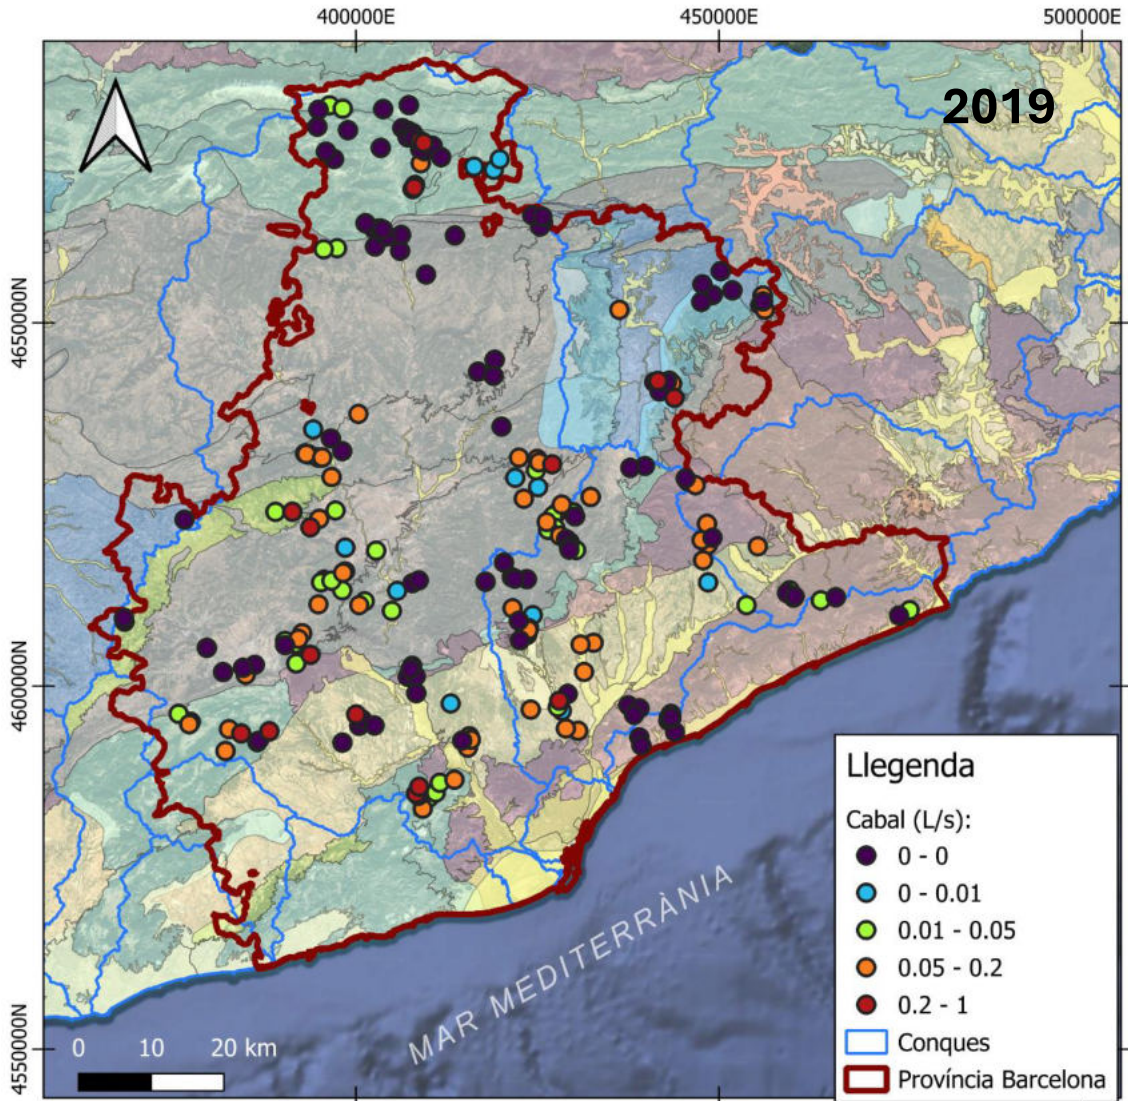 400000E
450000E
500000E
2019
4650000N
4600000N
4550000N
Llegenda
Cabal (L/s):
0 - 0
0 - 0.01
0.01 - 0.05
0.05 - 0.2
0.2 - 1
Conques
Província Barcelona
MAR MEDITERRÀNIA
0 10 20 km